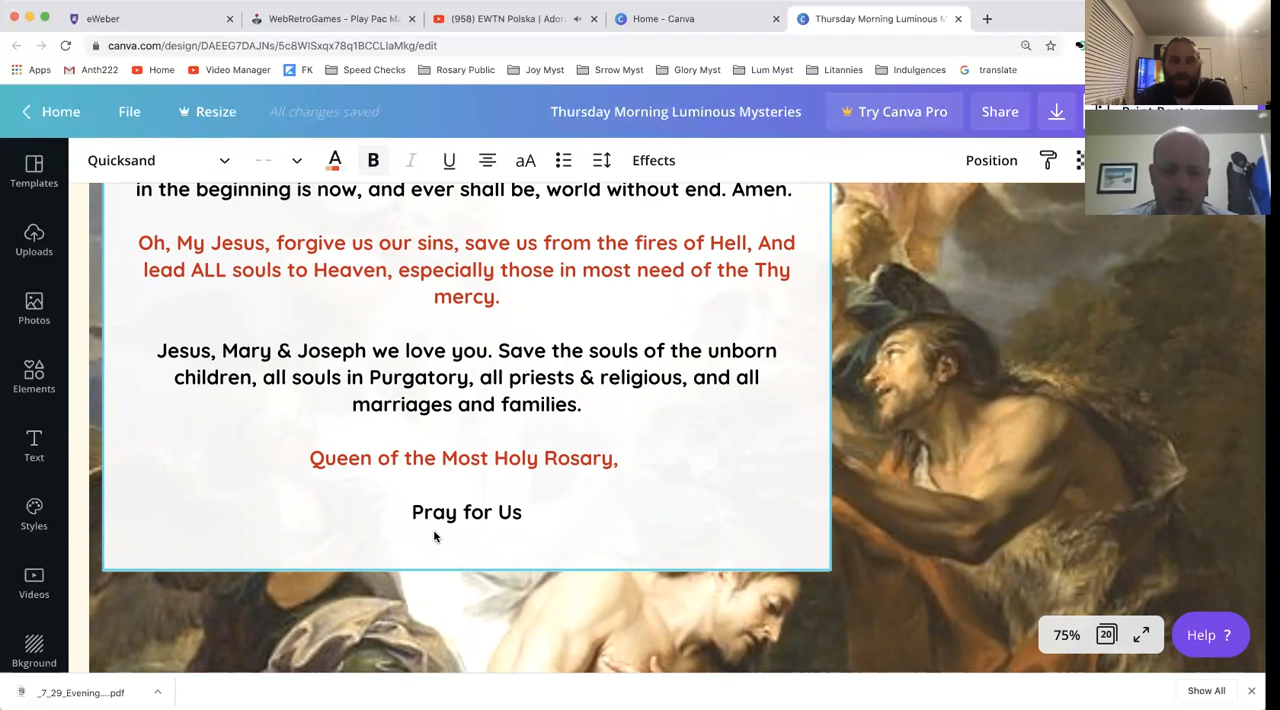 eWeber
WebRetroGames - Play Pac M
(958) EWTN Polska | Ador
Home - Canva
Thursday Morning Luminous M
canva.com/design/DAEEG7DAJNs/5c8WlSxqx78q1BCCLlaMkg/edit
Apps Anth222 Home Video Manager FK Speed Checks Rosary Public Joy Myst Srrow Myst Glory Myst Lum Myst Litannies Indulgences translate
Home File Resize All changes saved Thursday Morning Luminous Mysteries Try Canva Pro Share
Quicksand -- A B I U aA Effects Position
Templates
Uploads
Photos
Elements
Text
Styles
Videos
Bkground
in the beginning is now, and ever shall be, world without end. Amen.
Oh, My Jesus, forgive us our sins, save us from the fires of Hell, And
lead ALL souls to Heaven, especially those in most need of the Thy
mercy.
Jesus, Mary & Joseph we love you. Save the souls of the unborn
children, all souls in Purgatory, all priests & religious, and all
marriages and families.
Queen of the Most Holy Rosary,
Pray for Us
75% 20 Help ?
_7_29_Evening....pdf
Show All